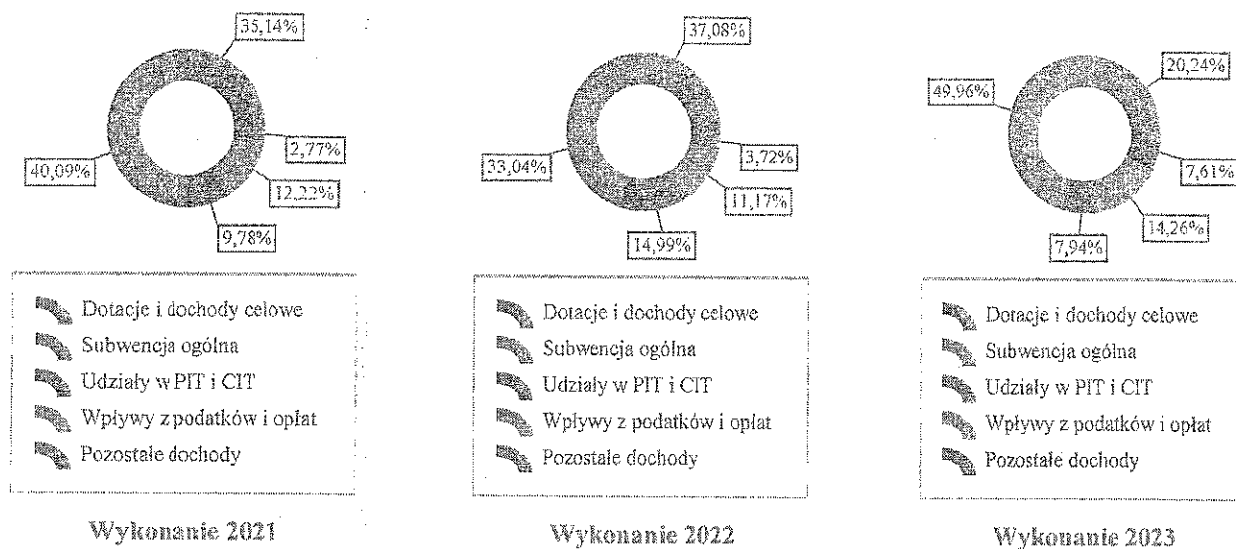 35,14%
2,77%
12,22%
9,78%
40,09%
Dotacje i dochody celowe
Subwencja ogólna
Udziały w PIT i CIT
Wpływy z podatków i opłat
Pozostałe dochody
Wykonanie 2021
37,08%
3,72%
11,17%
14,99%
33,04%
Dotacje i dochody celowe
Subwencja ogólna
Udziały w PIT i CIT
Wpływy z podatków i opłat
Pozostałe dochody
Wykonanie 2022
20,24%
7,61%
14,26%
7,94%
49,96%
Dotacje i dochody celowe
Subwencja ogólna
Udziały w PIT i CIT
Wpływy z podatków i opłat
Pozostałe dochody
Wykonanie 2023